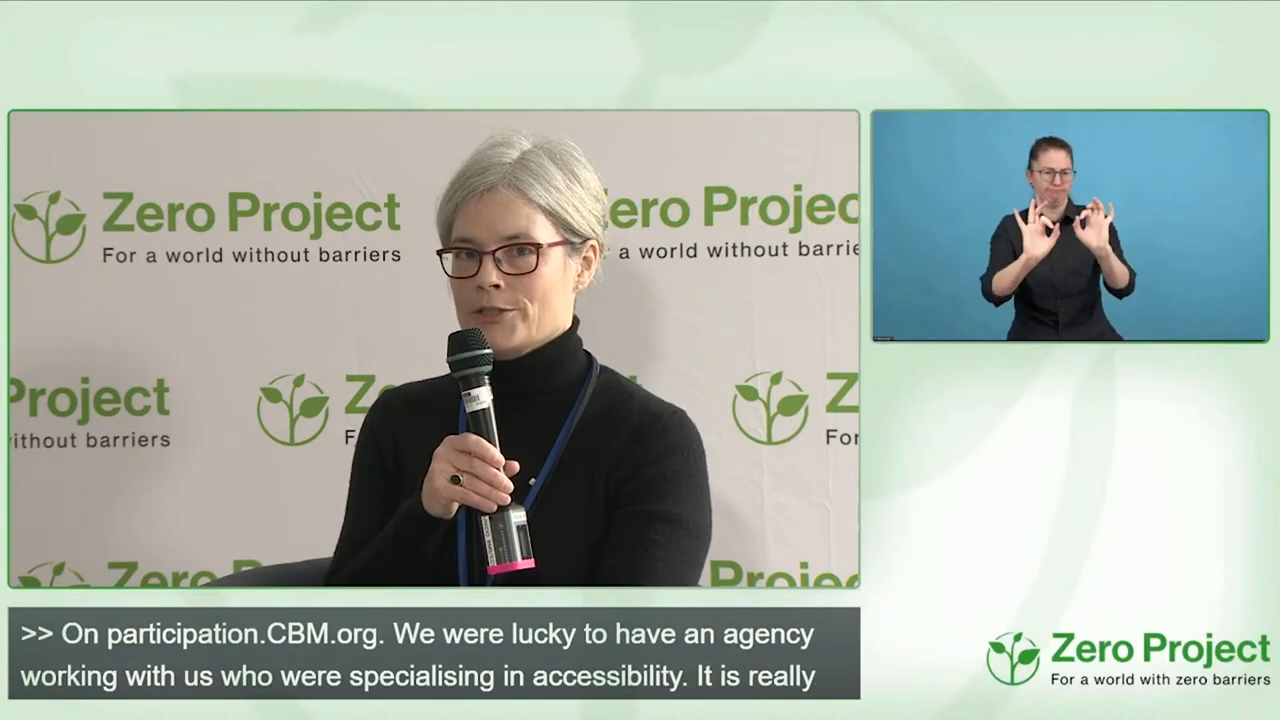 Zero Project
For a world without barriers
ero Projec
a world without barrie
Project
ithout barriers
Z
F
Z
For
Zero
Projec
>> On participation.CBM.org. We were lucky to have an agency
working with us who were specialising in accessibility. It is really
Zero Project
For a world with zero barriers